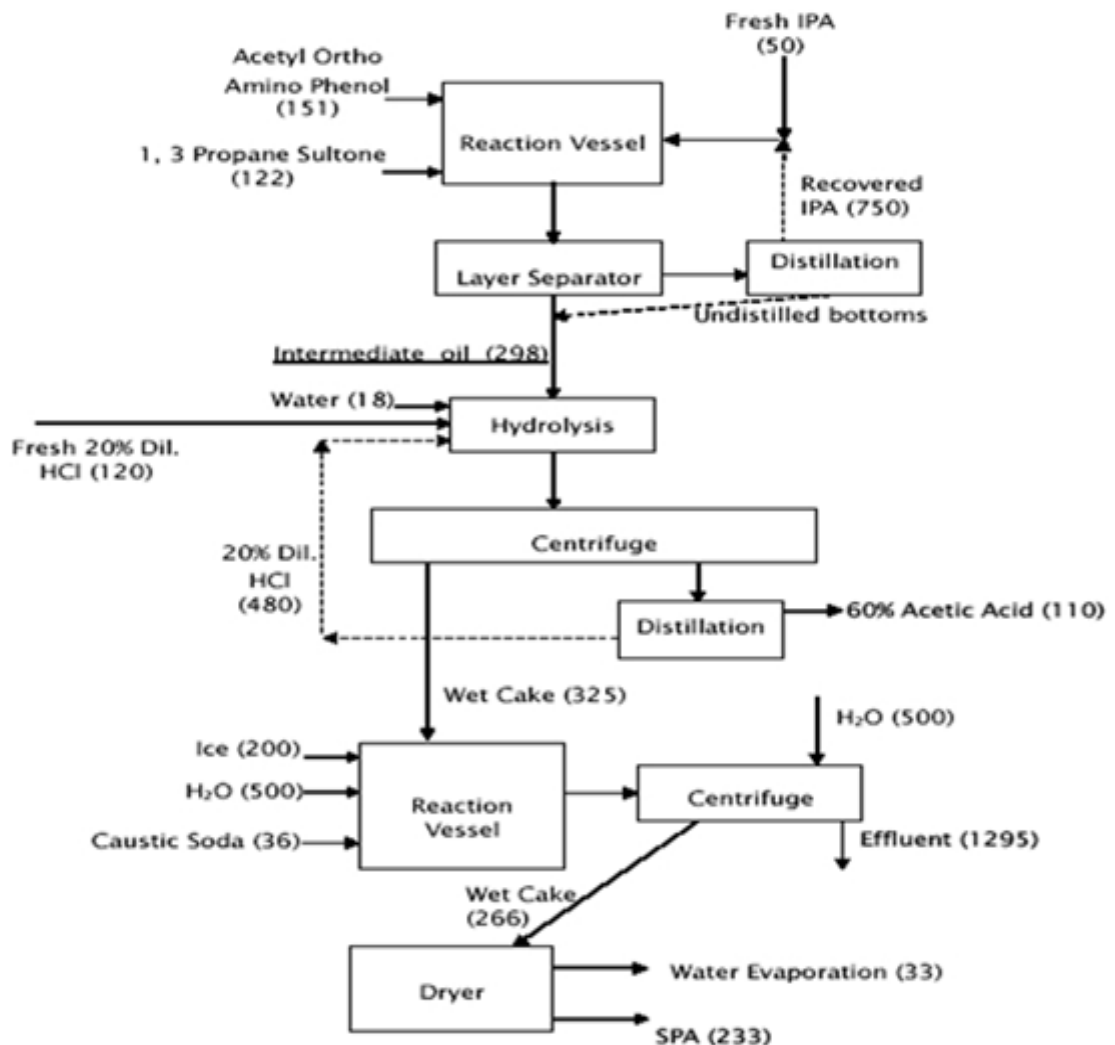 Fresh IPA
(50)
Acetyl Ortho
Amino Phenol
(151)
Reaction Vessel
1, 3 Propane Sultone
(122)
Recovered
IPA (750)
Layer Separator
Distillation
Undistilled bottoms
Intermediate oil (298)
Water (18)
Hydrolysis
Fresh 20% Dil.
HCl (120)
Centrifuge
20% Dil.
HCl
(480)
Distillation
60% Acetic Acid (110)
Wet Cake (325)
H₂O (500)
Ice (200)
H₂O (500)
Reaction
Vessel
Centrifuge
Caustic Soda (36)
Effluent (1295)
Wet Cake
(266)
Dryer
Water Evaporation (33)
SPA (233)